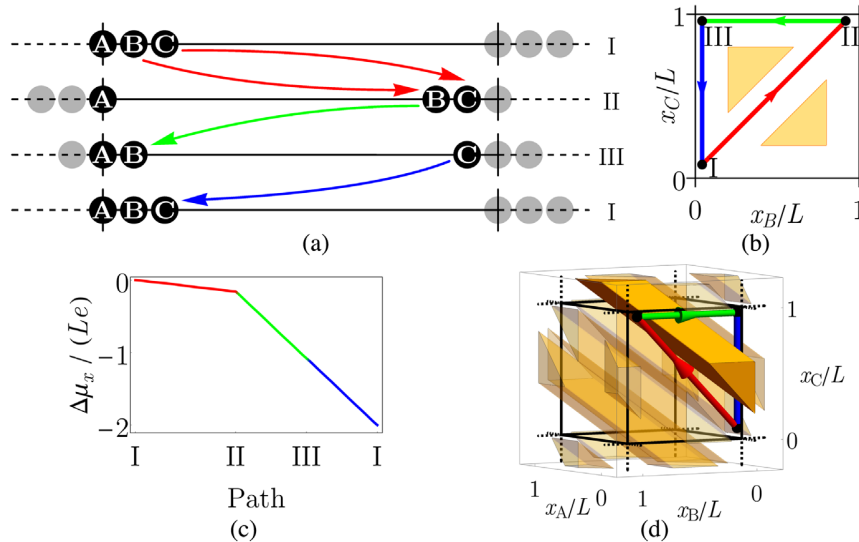 A B C I
B C
A II
A B C III
A B C I
(a)
1
x_C/L
III II
I
0
0 x_B/L 1
(b)
0
-1
-2
Δμ_x / (Le)
I II III I
Path
(c)
1
x_C/L
0
1 0 1 0
x_A/L x_B/L
(d)